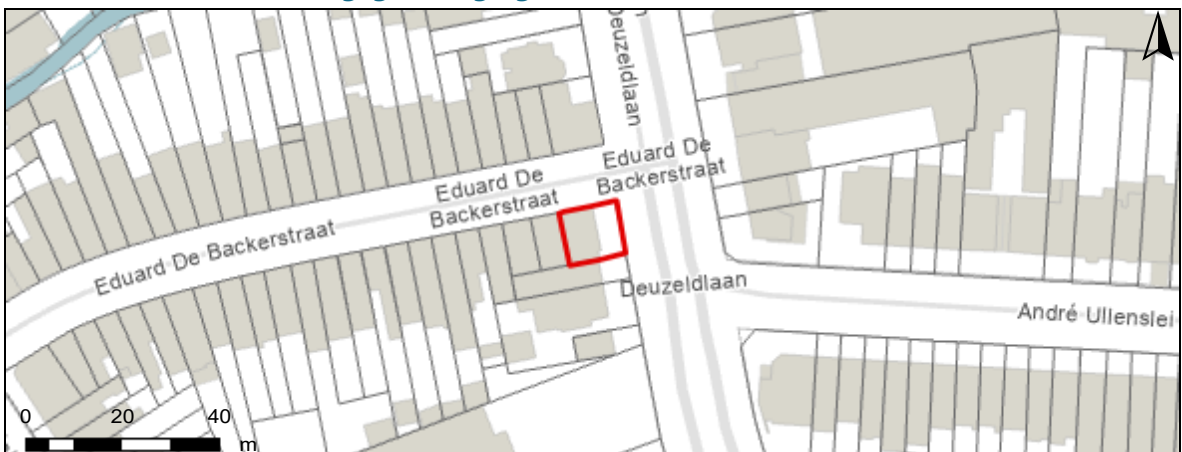 Deuzeldlaan
Eduard De
Backerstraat
Eduard De
Backerstraat
Eduard De Backerstraat
Deuzeldlaan
André Ullenslei
0 20 40
m